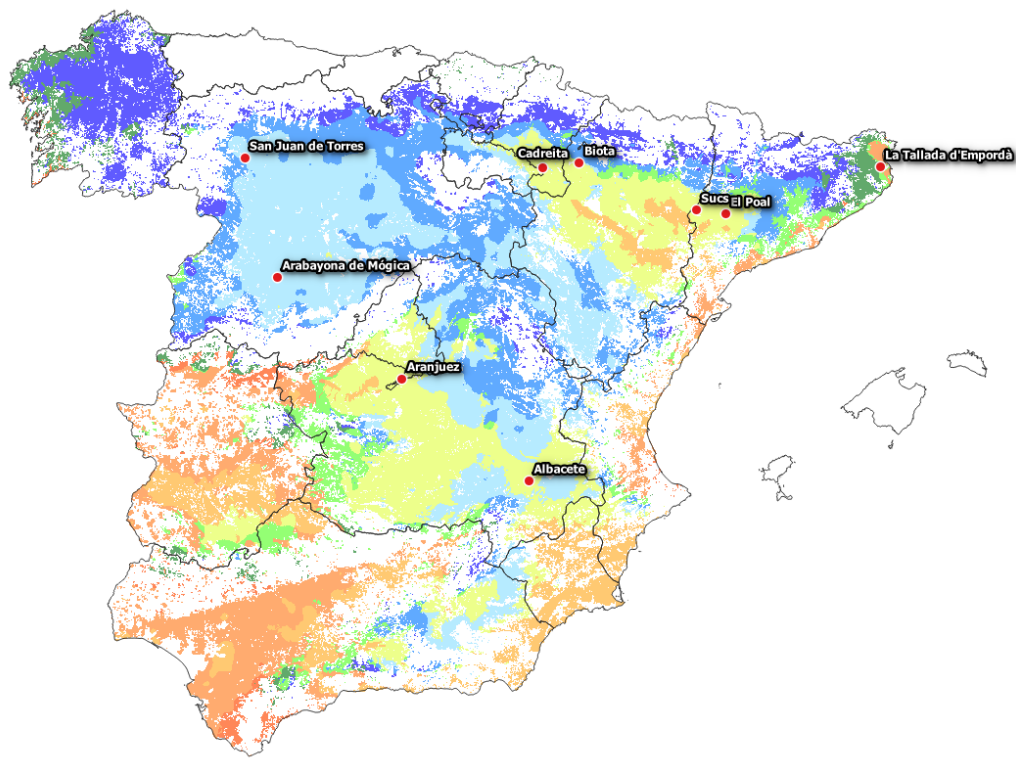 San Juan de Torres
Cadreita
Biota
La Tallada d'Empordà
Sucs
El Poal
Arabayona de Mógica
Aranjuez
Albacete